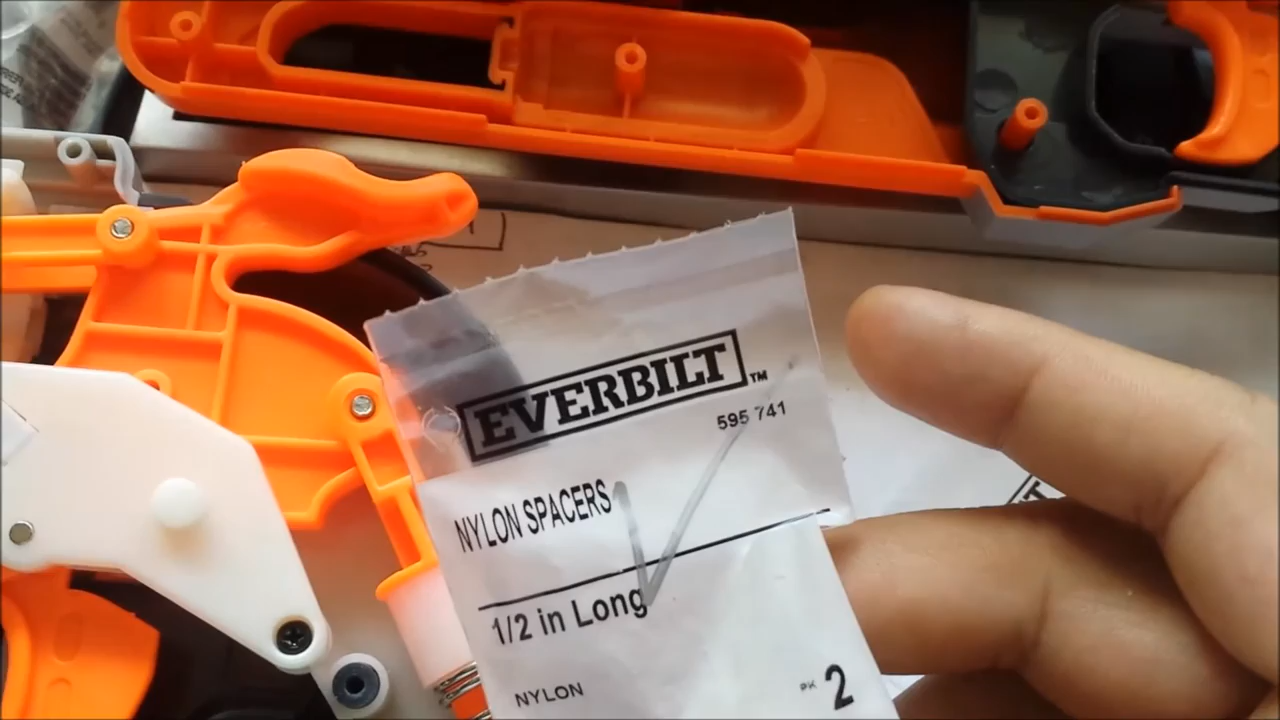 EVERBILT™
595 741
NYLON SPACERS
1/2 in Long
NYLON
PK 2